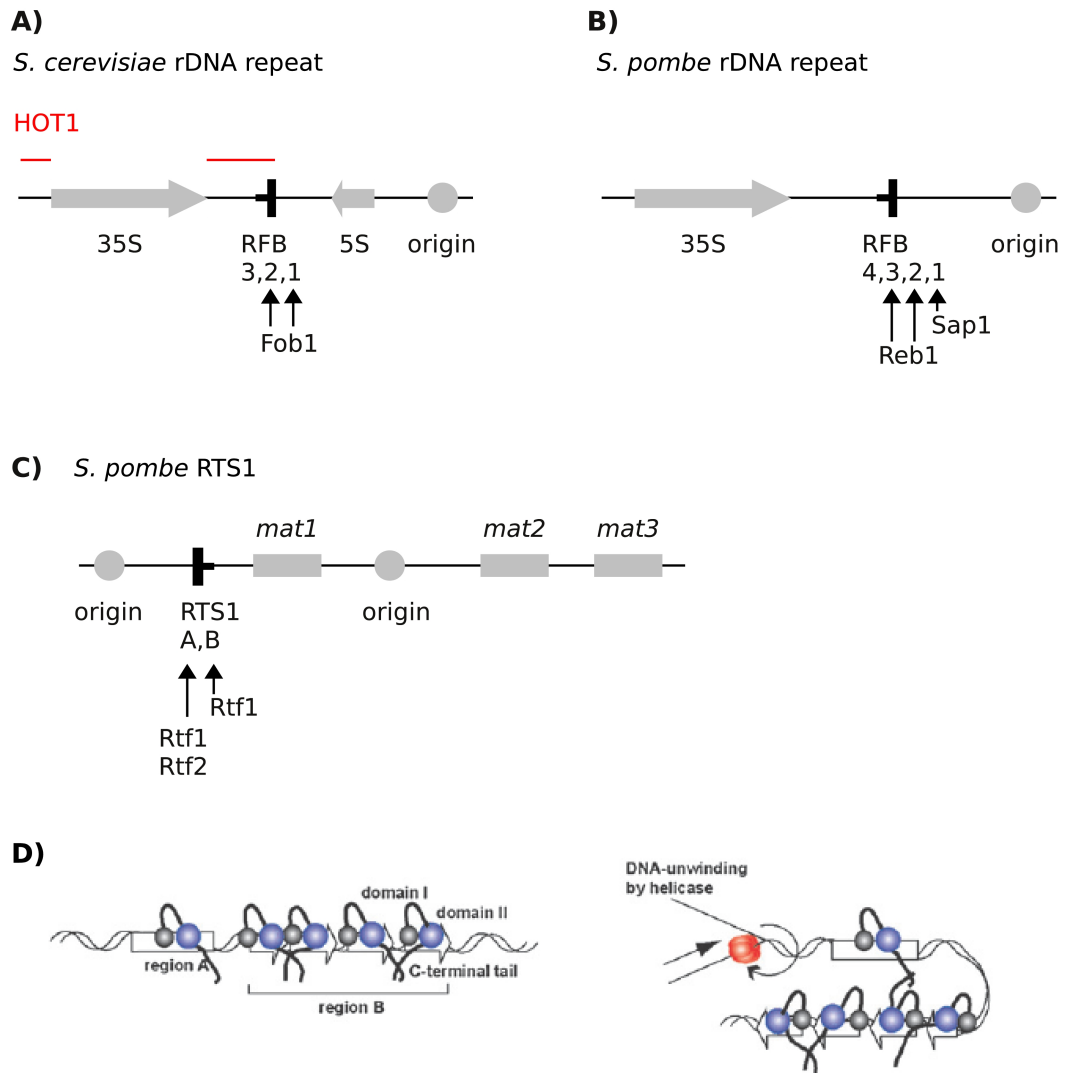 A)
S. cerevisiae rDNA repeat
HOT1
35S
RFB
5S
origin
3,2,1
Fob1
B)
S. pombe rDNA repeat
35S
RFB
origin
4,3,2,1
Sap1
Reb1
C)
S. pombe RTS1
mat1
mat2
mat3
origin
RTS1
origin
A,B
Rtf1
Rtf1
Rtf2
D)
domain I
domain II
region A
C-terminal tail
region B
DNA-unwinding
by helicase